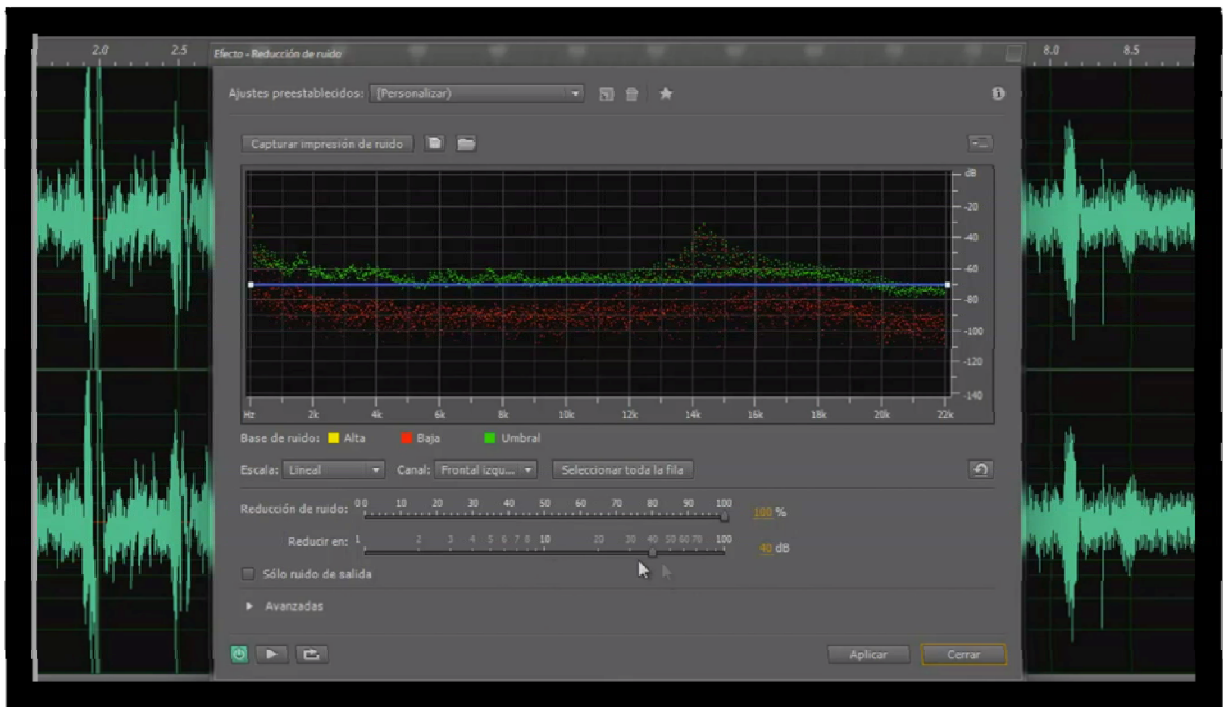 2.0 2.5 Efecto - Reducción de ruido 8.0 8.5
Ajustes preestablecidos: (Personalizar)
Capturar impresión de ruido
dB
-20
-40
-60
-80
-100
-120
-140
Hz 2k 4k 6k 8k 10k 12k 14k 16k 18k 20k 22k
Base de ruido: Alta Baja Umbral
Escala: Lineal Canal: Frontal izqu... Seleccionar toda la fila
Reducción de ruido: 0 10 20 30 40 50 60 70 80 90 100 100 %
Reducir en: 1 2 3 4 5 6 7 8 10 20 30 40 50 60 70 100 40 dB
Sólo ruido de salida
Avanzadas
Aplicar Cerrar